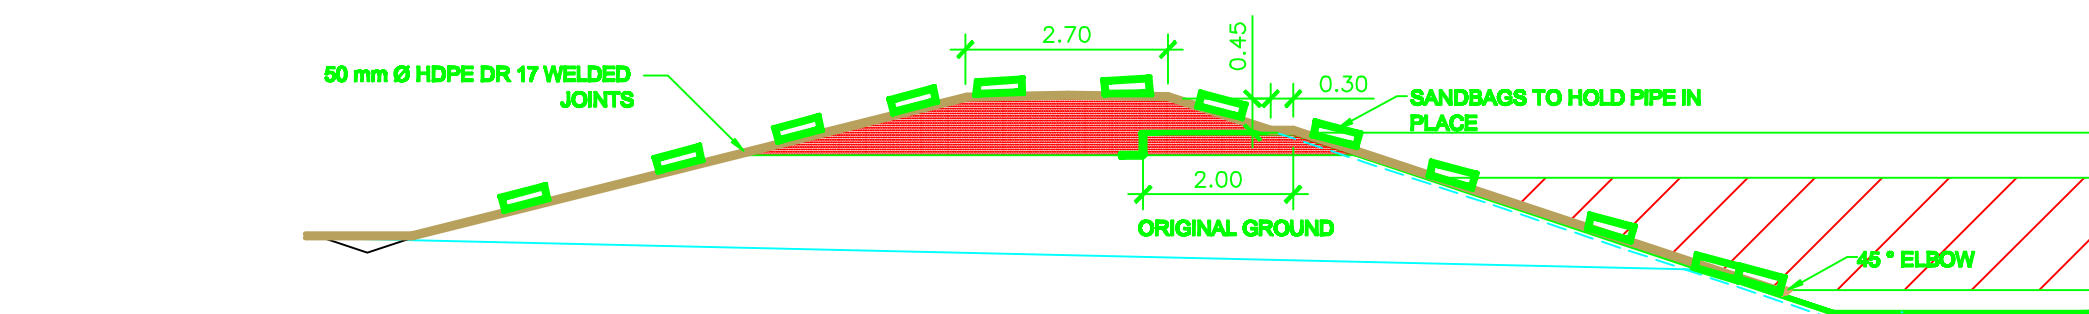 2.70
0.45
50 mm Ø HDPE DR 17 WELDED
JOINTS
0.30
SANDBAGS TO HOLD PIPE IN
PLACE
2.00
ORIGINAL GROUND
45 ° ELBOW